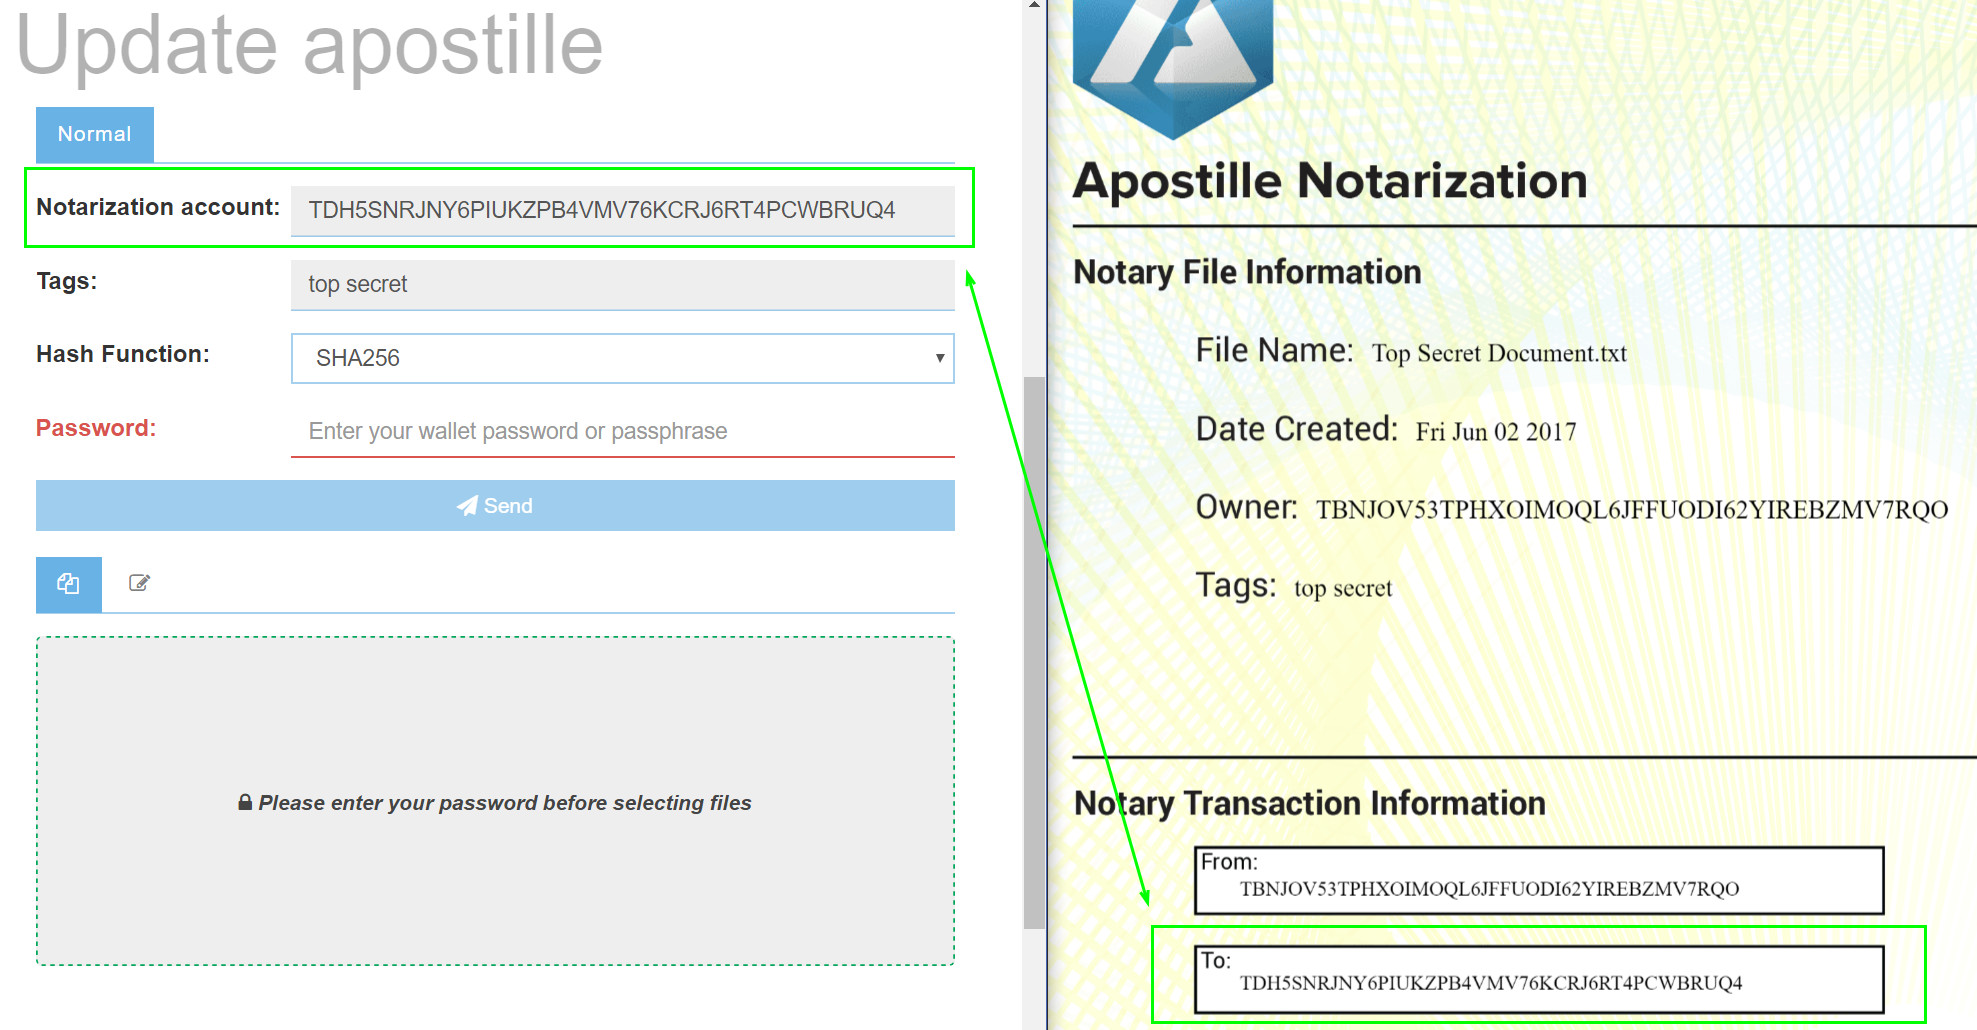 Update apostille
Normal
Notarization account: TDH5SNRJNY6PIUKZPB4VMV76KCRJ6RT4PCWBRUQ4
Tags: top secret
Hash Function: SHA256
Password: Enter your wallet password or passphrase
Send
Please enter your password before selecting files
Apostille Notarization
Notary File Information
File Name: Top Secret Document.txt
Date Created: Fri Jun 02 2017
Owner: TBNJOV53TPHXOIMOQL6JFFUODI62YIREBZMV7RQO
Tags: top secret
Notary Transaction Information
From:
TBNJOV53TPHXOIMOQL6JFFUODI62YIREBZMV7RQO
To:
TDH5SNRJNY6PIUKZPB4VMV76KCRJ6RT4PCWBRUQ4